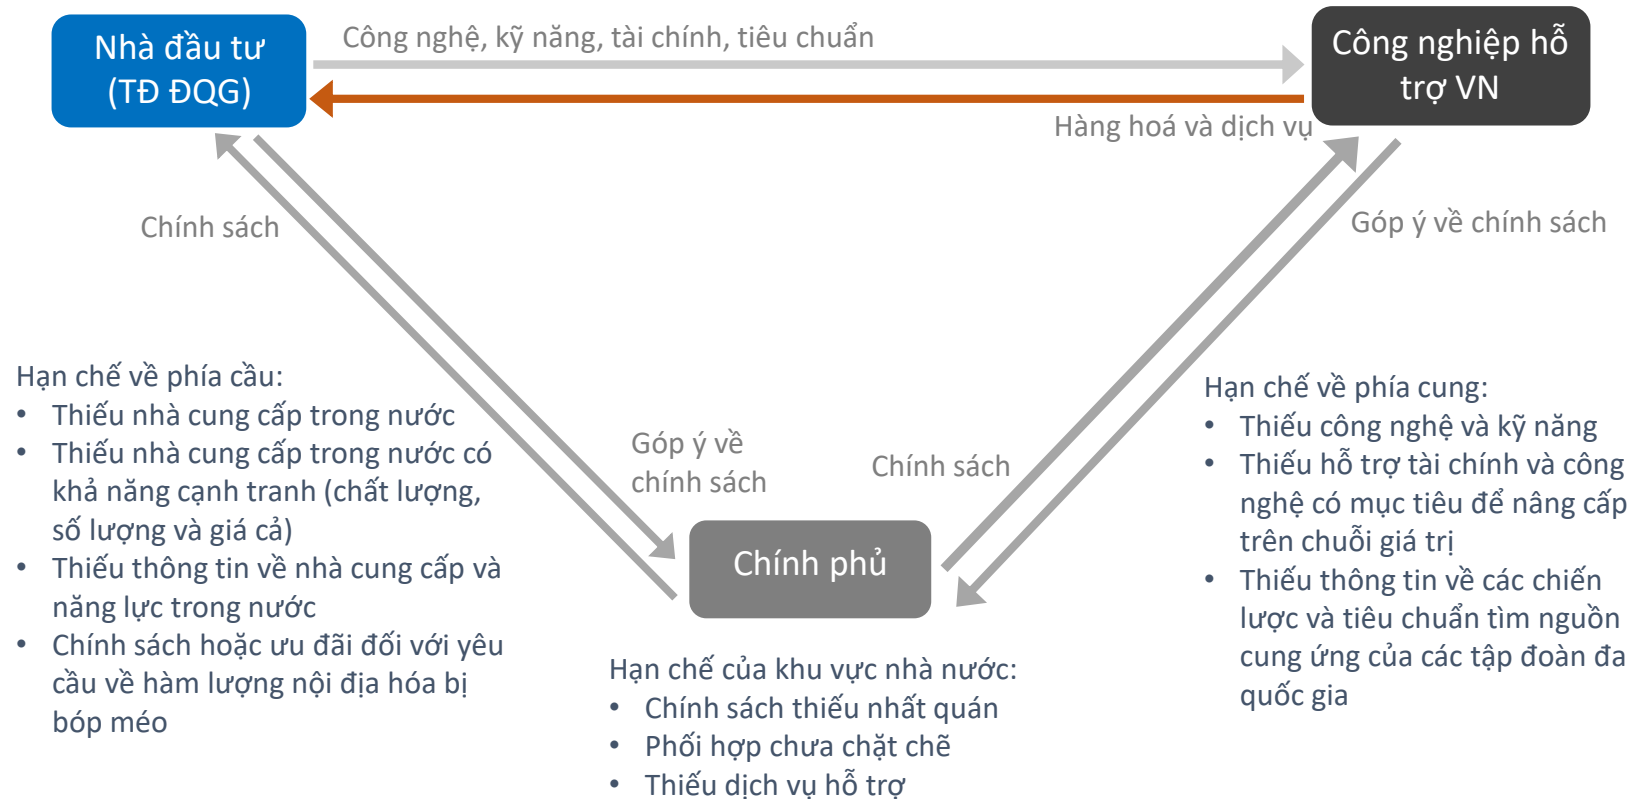 Nhà đầu tư
(TĐ ĐQG)
Công nghệ, kỹ năng, tài chính, tiêu chuẩn
Công nghiệp hỗ
trợ VN
Hàng hoá và dịch vụ
Chính sách
Góp ý về chính sách
Hạn chế về phía cầu:
• Thiếu nhà cung cấp trong nước
• Thiếu nhà cung cấp trong nước có
khả năng cạnh tranh (chất lượng,
số lượng và giá cả)
• Thiếu thông tin về nhà cung cấp và
năng lực trong nước
• Chính sách hoặc ưu đãi đối với yêu
cầu về hàm lượng nội địa hóa bị
bóp méo
Góp ý về
chính sách
Chính sách
Chính phủ
Hạn chế của khu vực nhà nước:
• Chính sách thiếu nhất quán
• Phối hợp chưa chặt chẽ
• Thiếu dịch vụ hỗ trợ
Hạn chế về phía cung:
• Thiếu công nghệ và kỹ năng
• Thiếu hỗ trợ tài chính và công
nghệ có mục tiêu để nâng cấp
trên chuỗi giá trị
• Thiếu thông tin về các chiến
lược và tiêu chuẩn tìm nguồn
cung ứng của các tập đoàn đa
quốc gia